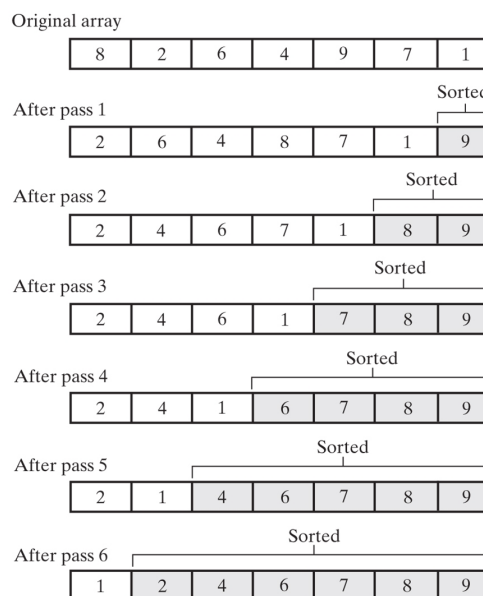 Original array
8 2 6 4 9 7 1
Sorted
After pass 1
2 6 4 8 7 1 9
Sorted
After pass 2
2 4 6 7 1 8 9
Sorted
After pass 3
2 4 6 1 7 8 9
Sorted
After pass 4
2 4 1 6 7 8 9
Sorted
After pass 5
2 1 4 6 7 8 9
Sorted
After pass 6
1 2 4 6 7 8 9